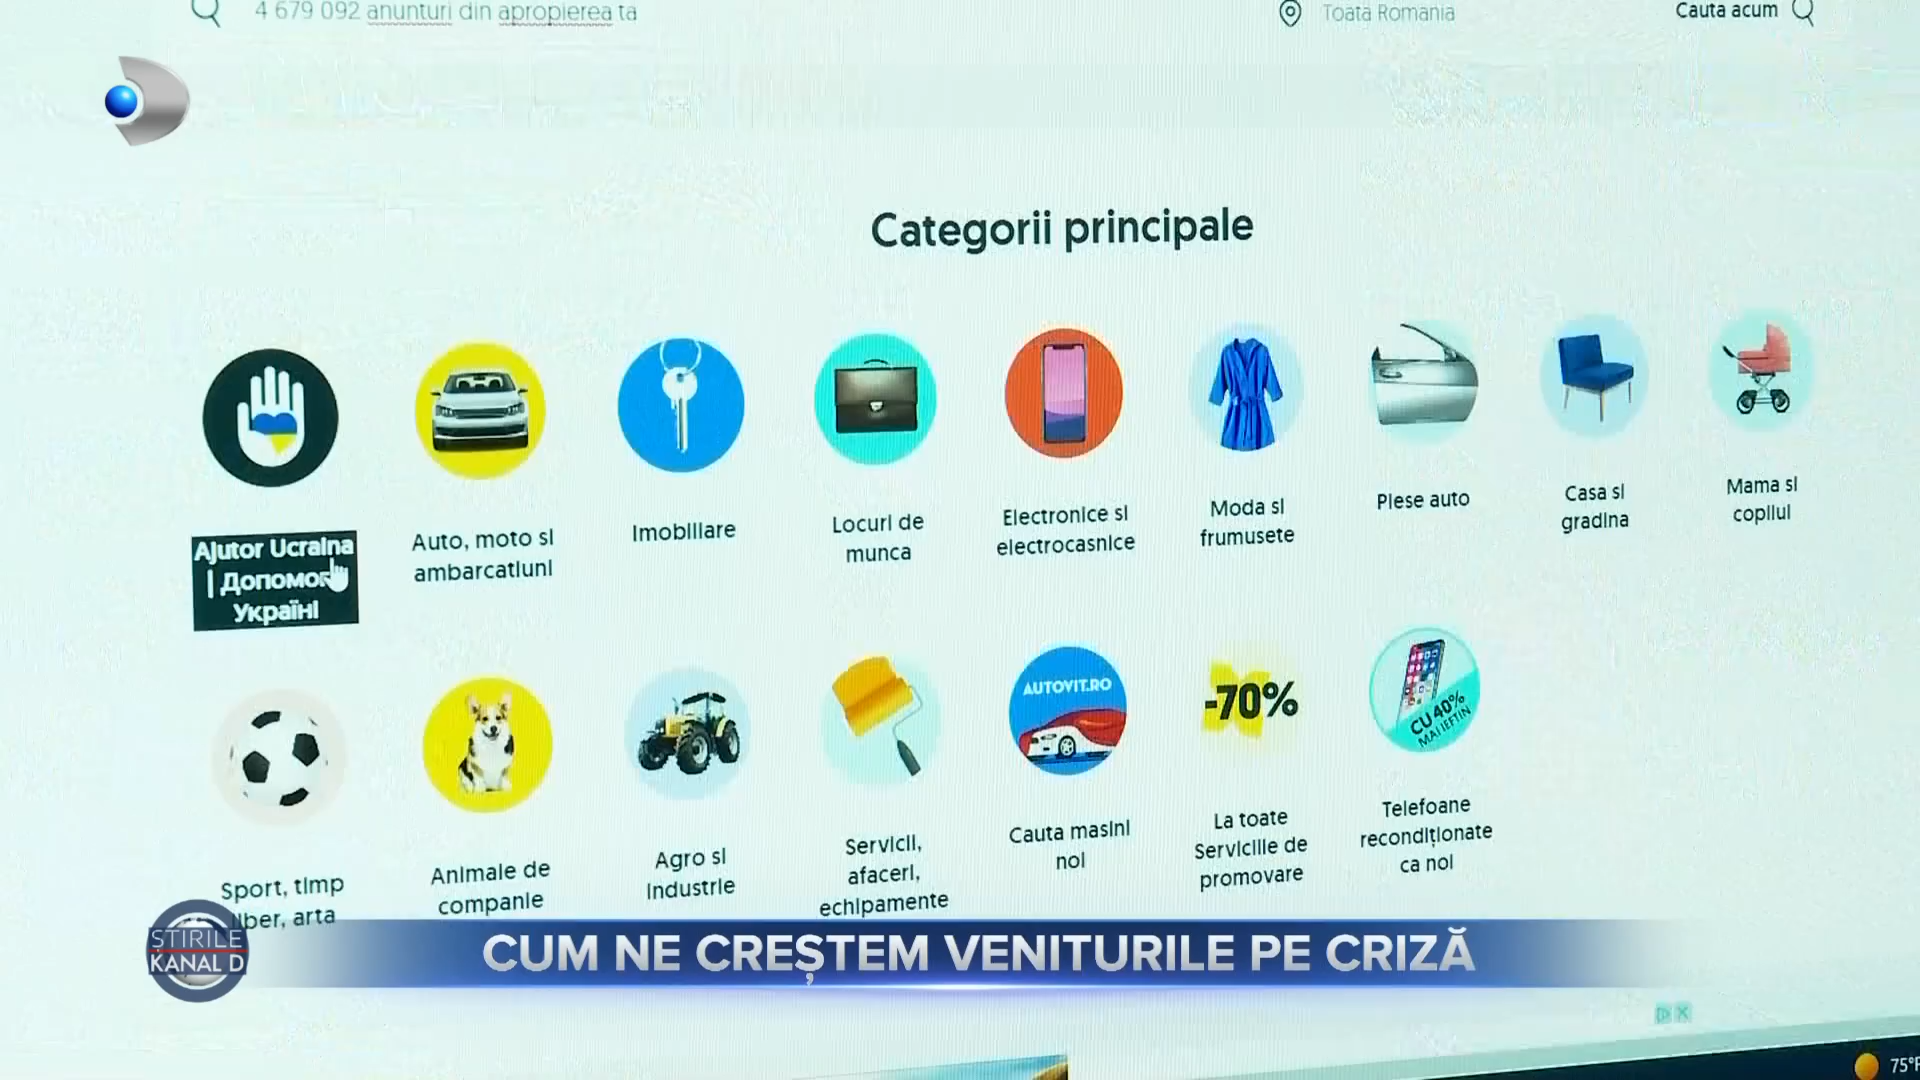 4 679 092 anunturi din apropierea ta
Toata Romania
Cauta acum
Categorii principale
Ajutor Ucraina
| Допомог
Україні
Auto, moto si
ambarcatiuni
Imobiliare
Locuri de
munca
Electronice si
electrocasnice
Moda si
frumusete
Piese auto
Casa si
gradina
Mama si
copilul
AUTOVIT.RO
-70%
CU 40%
MAI IEFTIN
Sport, timp
liber, arta
Animale de
companie
Agro si
industrie
Servicii,
afaceri,
echipamente
Cauta masini
noi
La toate
Serviciile de
promovare
Telefoane
recondiționate
ca noi
ȘTIRILE
KANAL D
CUM NE CREȘTEM VENITURILE PE CRIZĂ
75°F